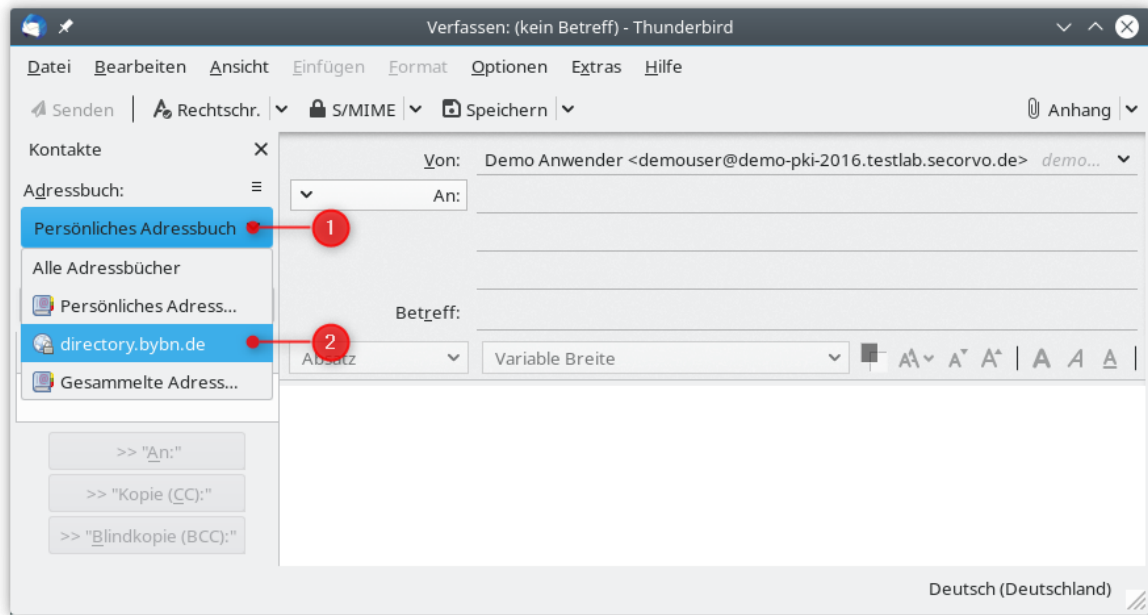 Verfassen: (kein Betreff) - Thunderbird
Datei Bearbeiten Ansicht Einfügen Format Optionen Extras Hilfe
Senden Rechtschr. S/MIME Speichern Anhang
Kontakte
Von: Demo Anwender <demouser@demo-pki-2016.testlab.secorvo.de> demo...
Adressbuch:
An:
Persönliches Adressbuch 1
Alle Adressbücher
Persönliches Adress...
Betreff:
directory.bybn.de 2
Absatz Variable Breite A A A A A A
Gesammelte Adress...
>> "An:"
>> "Kopie (CC):"
>> "Blindkopie (BCC):"
Deutsch (Deutschland)